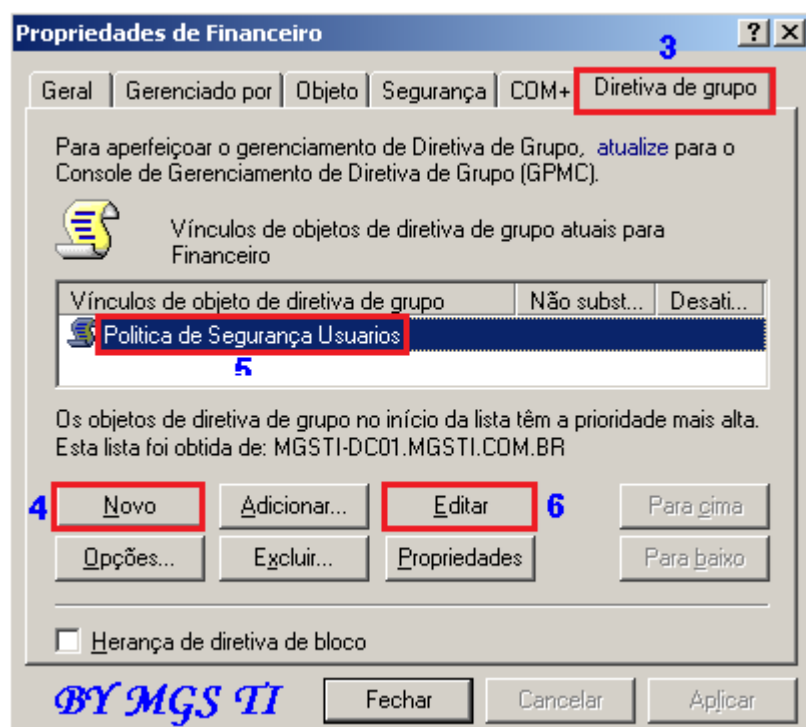 Propriedades de Financeiro
3
Geral Gerenciado por Objeto Segurança COM+ Diretiva de grupo
Para aperfeiçoar o gerenciamento de Diretiva de Grupo, atualize para o
Console de Gerenciamento de Diretiva de Grupo (GPMC).
Vínculos de objetos de diretiva de grupo atuais para
Financeiro
Vínculos de objeto de diretiva de grupo Não subst... Desati...
Politica de Segurança Usuarios
5
Os objetos de diretiva de grupo no início da lista têm a prioridade mais alta.
Esta lista foi obtida de: MGSTI-DC01.MGSTI.COM.BR
4 Novo Adicionar... Editar 6 Para cima
Opções... Excluir... Propriedades Para baixo
Herança de diretiva de bloco
BY MGS TI Fechar Cancelar Aplicar